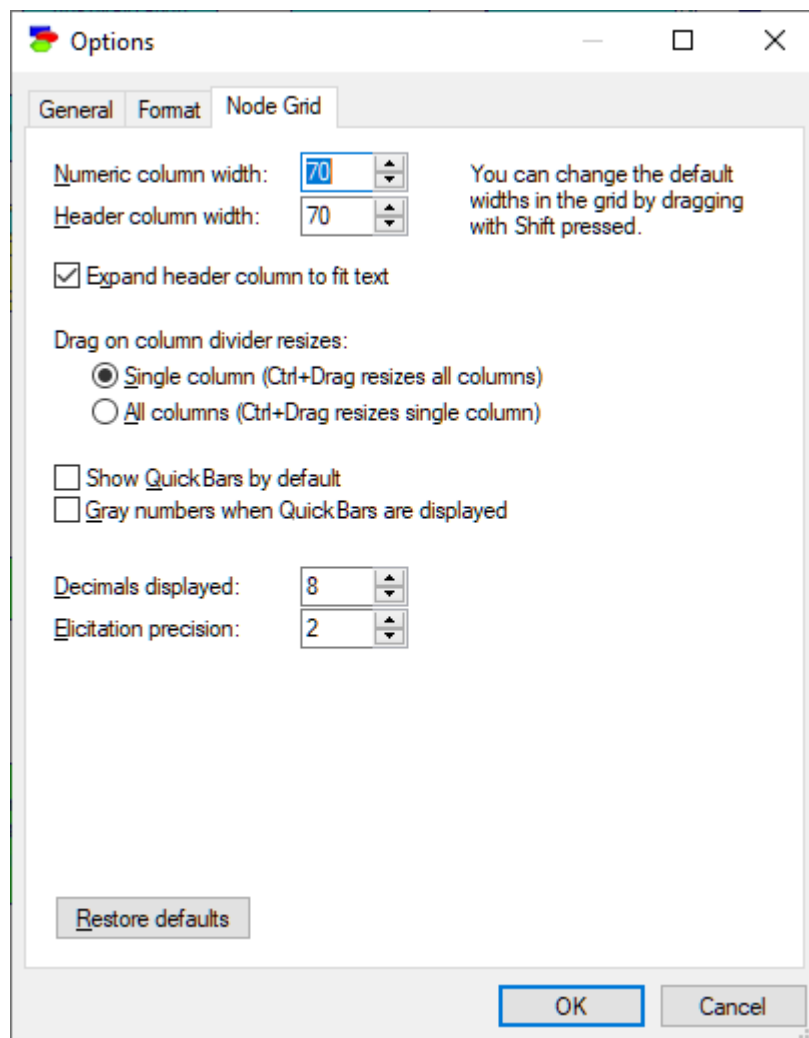 Options
General Format Node Grid
Numeric column width: 70
Header column width: 70
You can change the default
widths in the grid by dragging
with Shift pressed.
Expand header column to fit text
Drag on column divider resizes:
Single column (Ctrl+Drag resizes all columns)
All columns (Ctrl+Drag resizes single column)
Show QuickBars by default
Gray numbers when QuickBars are displayed
Decimals displayed: 8
Elicitation precision: 2
Restore defaults
OK Cancel